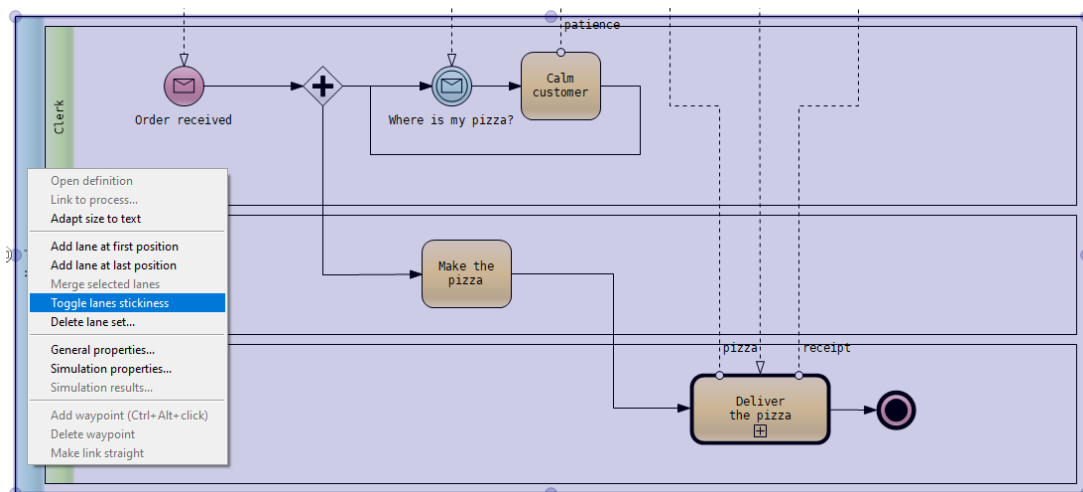 patience
Clerk
Order received
Where is my pizza?
Calm
customer
Open definition
Link to process...
Adapt size to text
Add lane at first position
Add lane at last position
Merge selected lanes
Toggle lanes stickiness
Delete lane set...
General properties...
Simulation properties...
Simulation results...
Add waypoint (Ctrl+Alt+click)
Delete waypoint
Make link straight
Make the
pizza
pizza
receipt
Deliver
the pizza